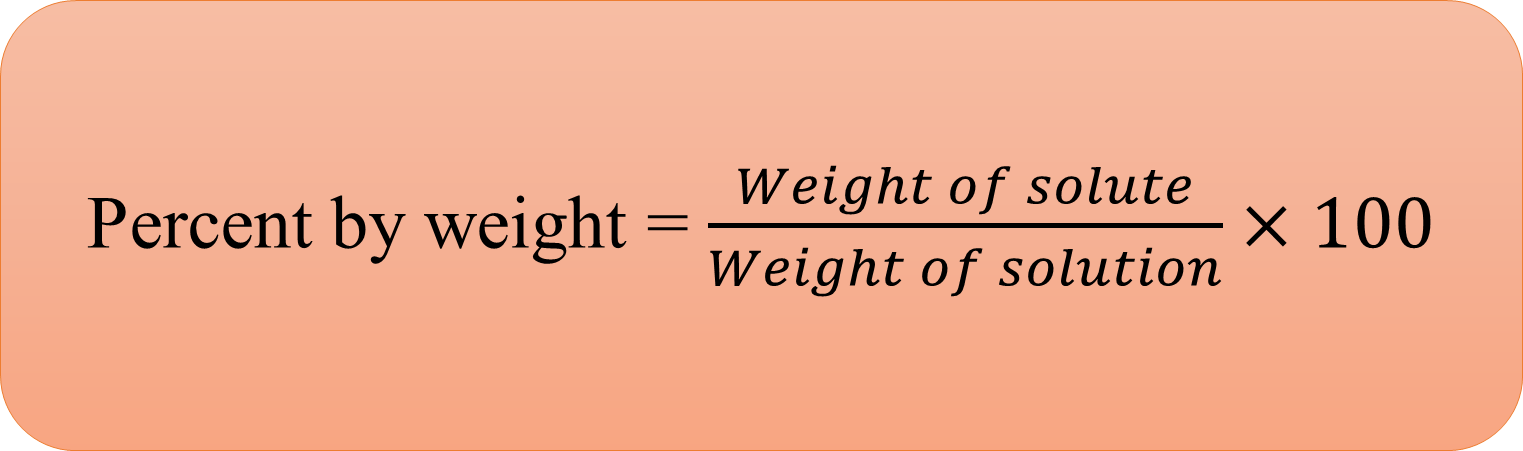 Percent by weight = Weight of solute / Weight of solution × 100